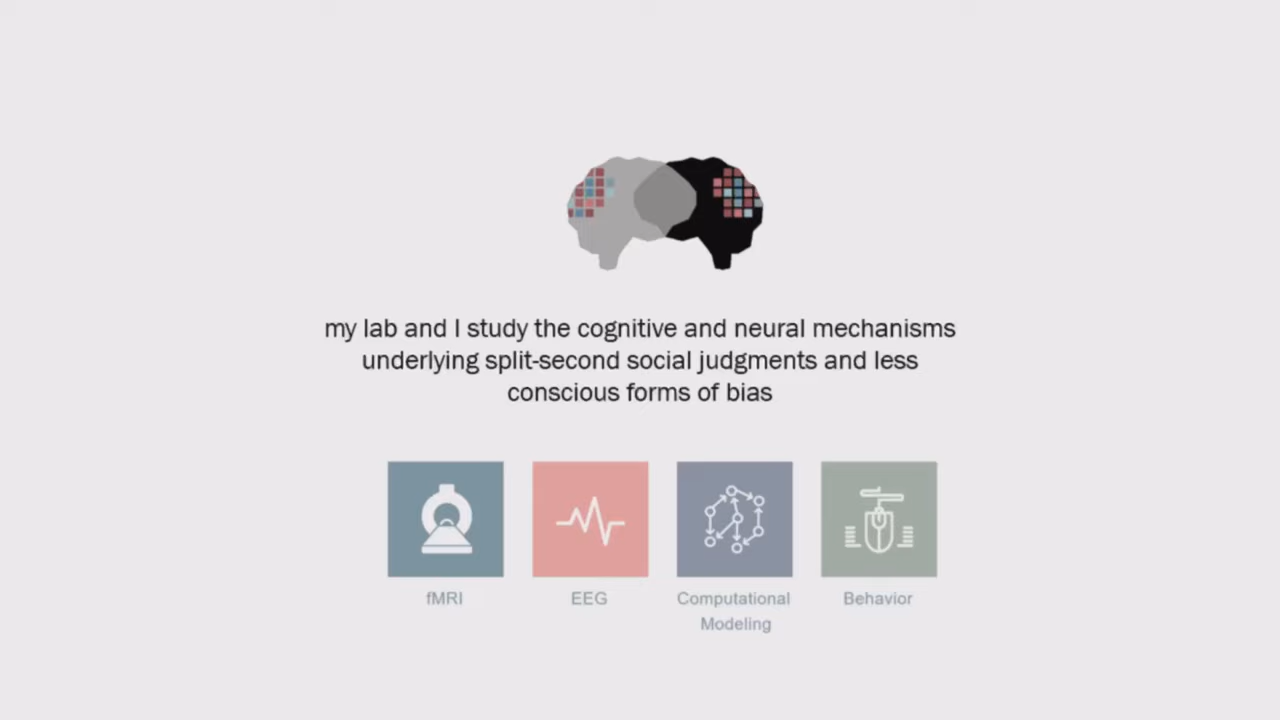 my lab and I study the cognitive and neural mechanisms
underlying split-second social judgments and less
conscious forms of bias
fMRI
EEG
Computational
Modeling
Behavior